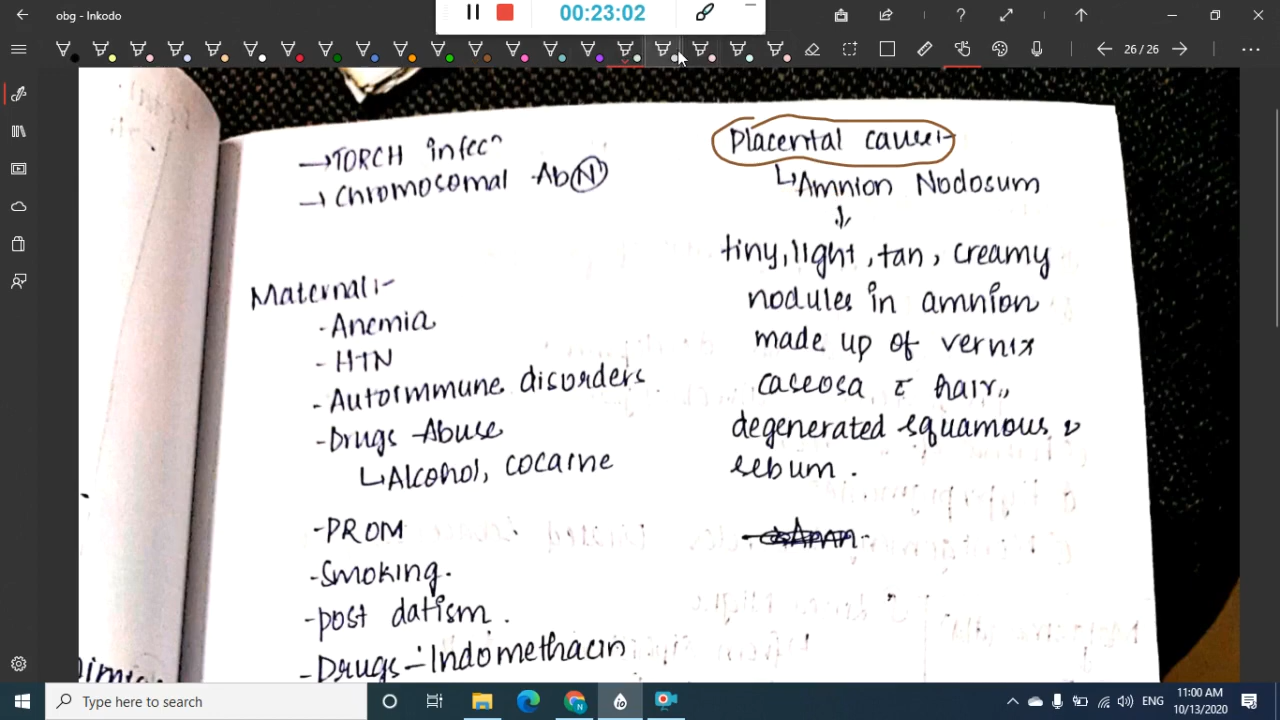 obg - Inkodo
00:23:02
26/26
→TORCH infecn
→ Chromosomal Ab(N)
Maternal:-
-Anemia
- HTN
- Autoimmune disorders
-Drugs Abuse
↳Alcohol, cocaine
-PROM
-Smoking.
-post datism.
-Drugs-Indomethacin
Placental cause:-
↳Amnion Nodosum
↓
tiny, light, tan, creamy
nodules in amnion
made up of vernix
caseosa c̄ hair,
degenerated squamous &
sebum.
Type here to search
ENG
11:00 AM
10/13/2020